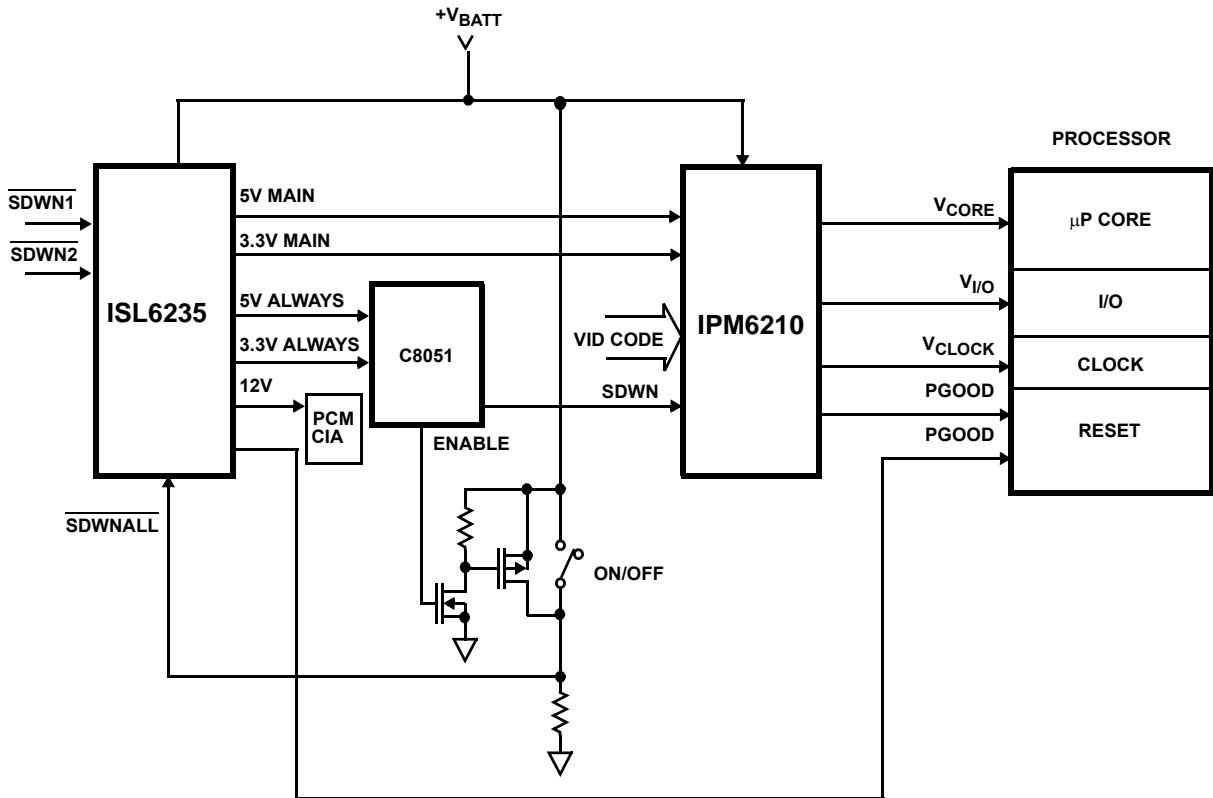 +VBATT
PROCESSOR
SDWN1
SDWN2
ISL6235
5V MAIN
3.3V MAIN
5V ALWAYS
3.3V ALWAYS
12V
PCM
CIA
C8051
ENABLE
VID CODE
SDWN
IPM6210
VCORE
VI/O
VCLOCK
PGOOD
PGOOD
μP CORE
I/O
CLOCK
RESET
SDWNALL
ON/OFF